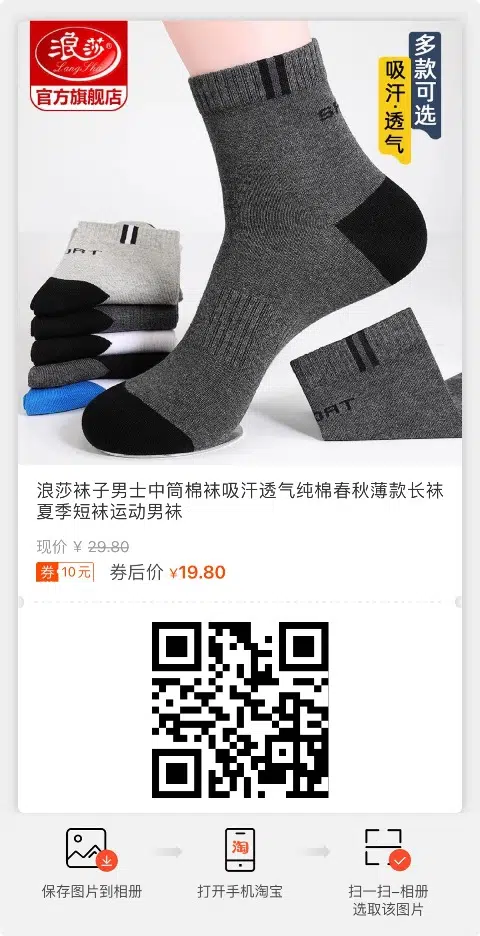 浪莎®
LangSha
官方旗舰店
多款可选
吸汗·透气
ORT
ORT
浪莎袜子男士中筒棉袜吸汗透气纯棉春秋薄款长袜
夏季短袜运动男袜
现价 ¥ 29.80
券 10元 券后价 ¥19.80
淘
保存图片到相册
打开手机淘宝
扫一扫-相册
选取该图片